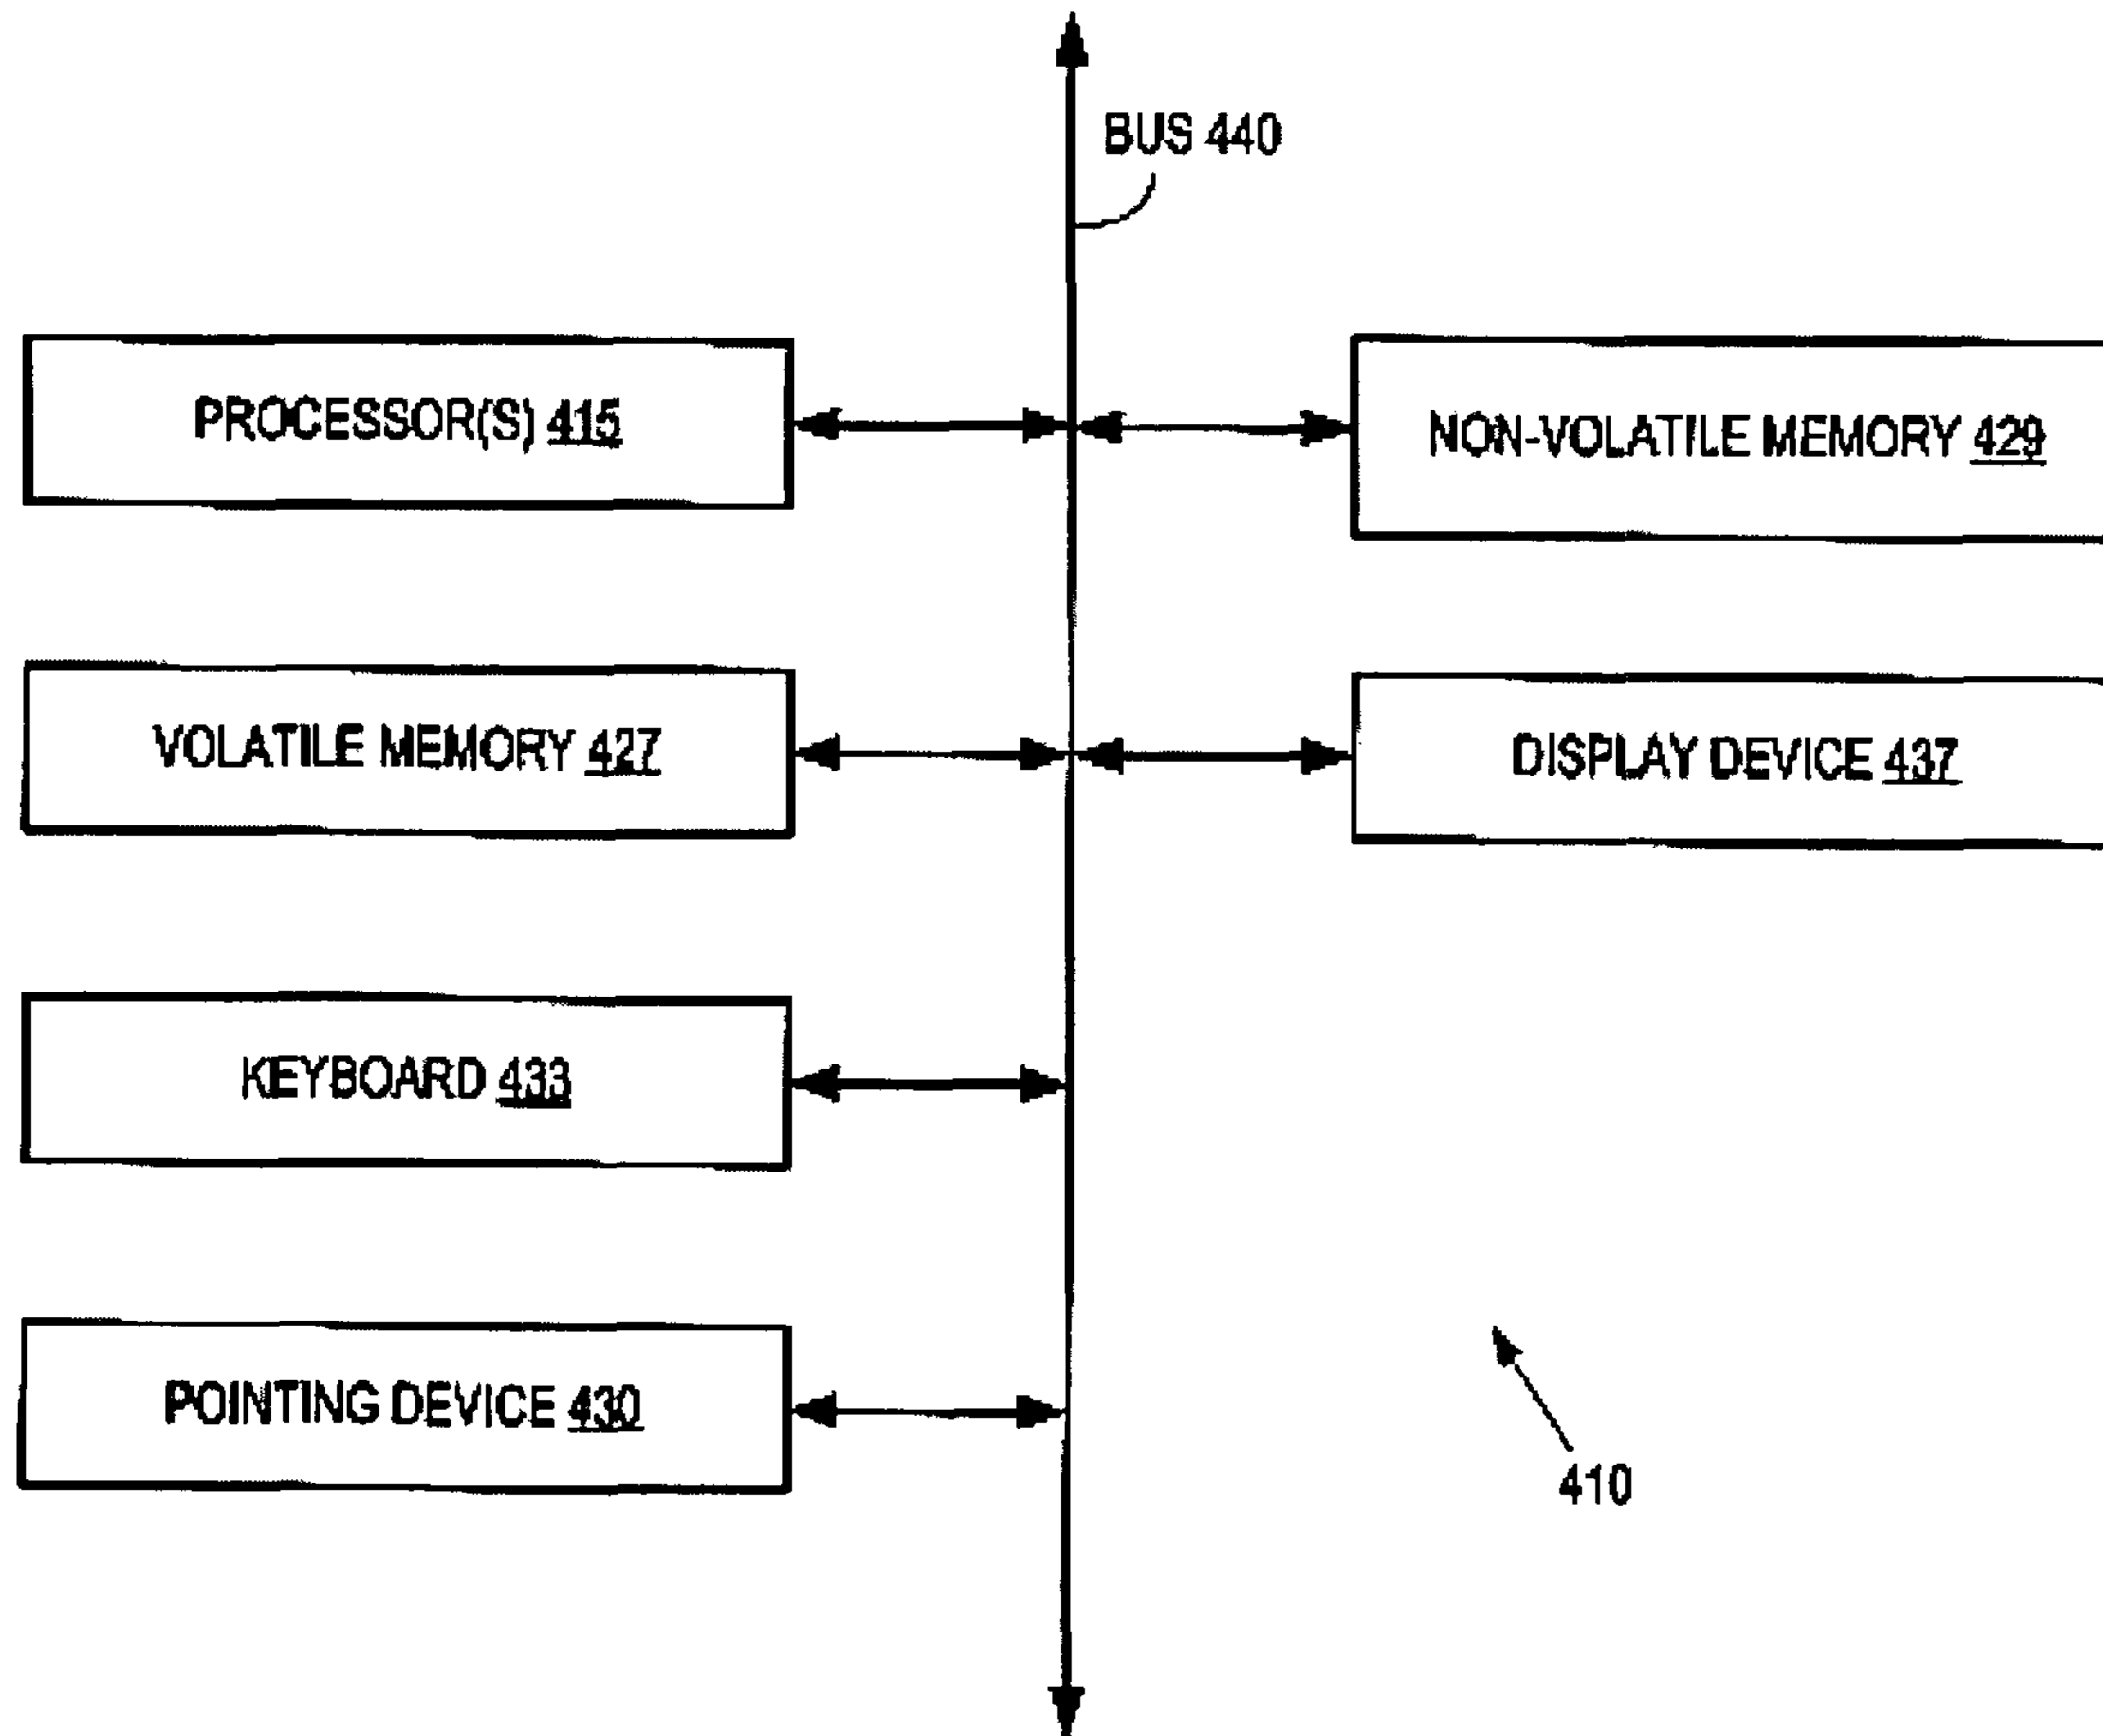 BUS 440
PROCESSOR(S) 415
NON-VOLATILE MEMORY 429
VOLATILE MEMORY 427
DISPLAY DEVICE 437
KEYBOARD 433
POINTING DEVICE 430
410